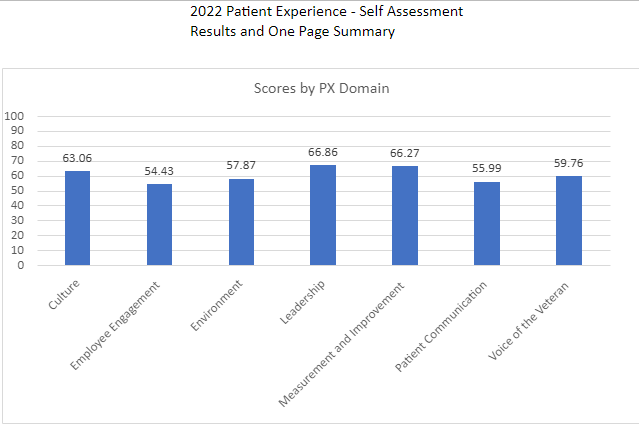 2022 Patient Experience - Self Assessment
Results and One Page Summary
Scores by PX Domain
100
90
80
70
60
50
40
30
20
10
0
63.06
54.43
57.87
66.86
66.27
55.99
59.76
Culture
Employee Engagement
Environment
Leadership
Measurement and Improvement
Patient Communication
Voice of the Veteran